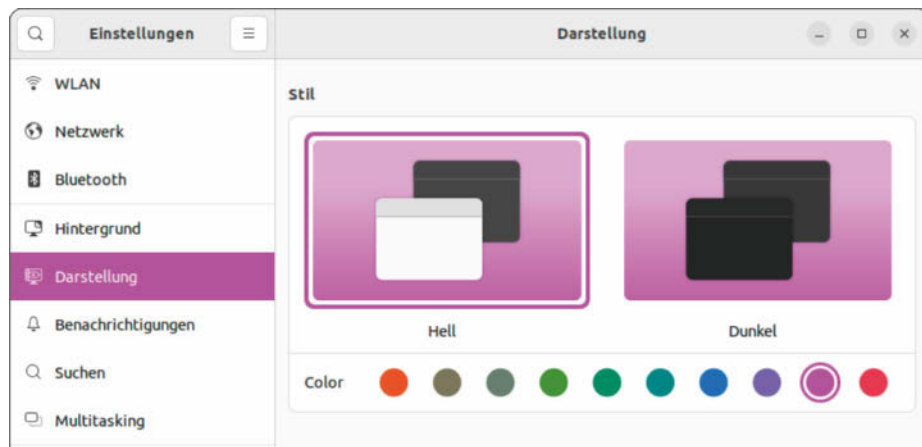 Einstellungen
Darstellung
WLAN
Netzwerk
Bluetooth
Hintergrund
Darstellung
Benachrichtigungen
Suchen
Multitasking
Stil
Hell
Dunkel
Color